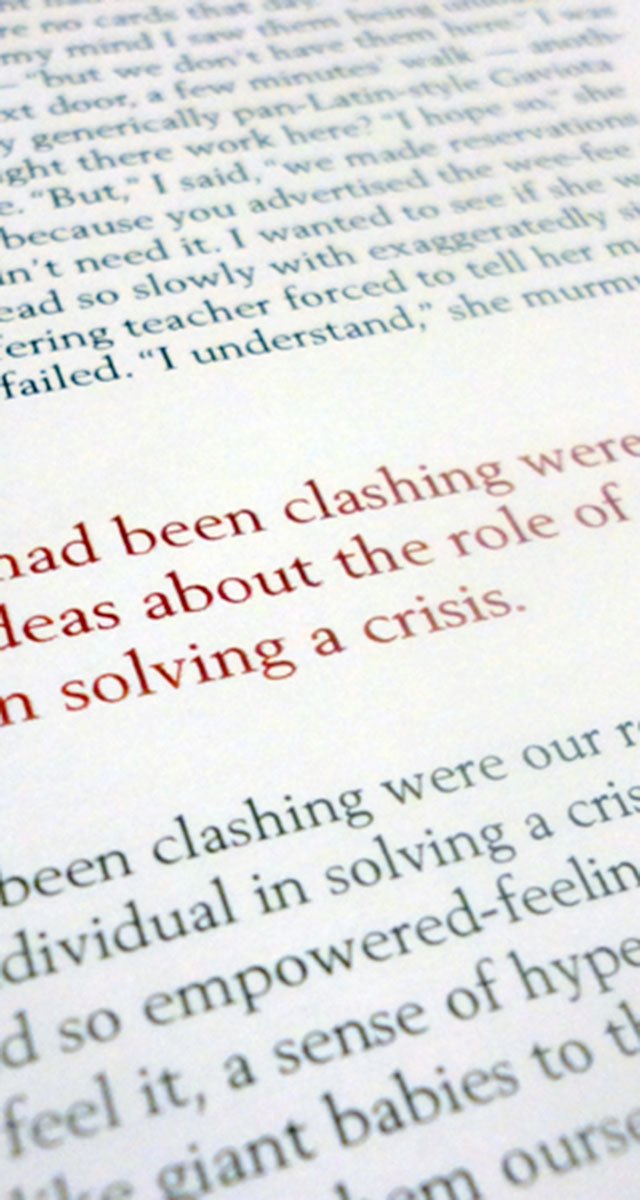 re no cards that day.
my mind I saw them being
— "but we don't have them here." I was
xt door, a few minutes' walk — anoth-
y generically pan-Latin-style Gaviota
ght there work here? "I hope so," she
e. "But," I said, "we made reservations
because you advertised the wee-fee
n't need it. I wanted to see if she w
ead so slowly with exaggeratedly s
fering teacher forced to tell her m
failed. "I understand," she murm
had been clashing were
deas about the role of
n solving a crisis.
been clashing were our r
dividual in solving a cris
d so empowered-feelin
feel it, a sense of hype
like giant babies to th
hem ourse